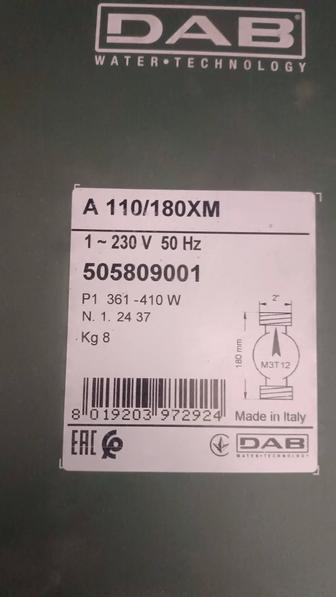 DAB
WATER•TECHNOLOGY
A 110/180XM
1 ~ 230 V 50 Hz
505809001
P1 361-410 W
N. 1. 24 37
Kg 8
2"
180 mm
M3T12
8 019203 972924
Made in Italy
EAC
DAB
WATER•TECHNOLOGY